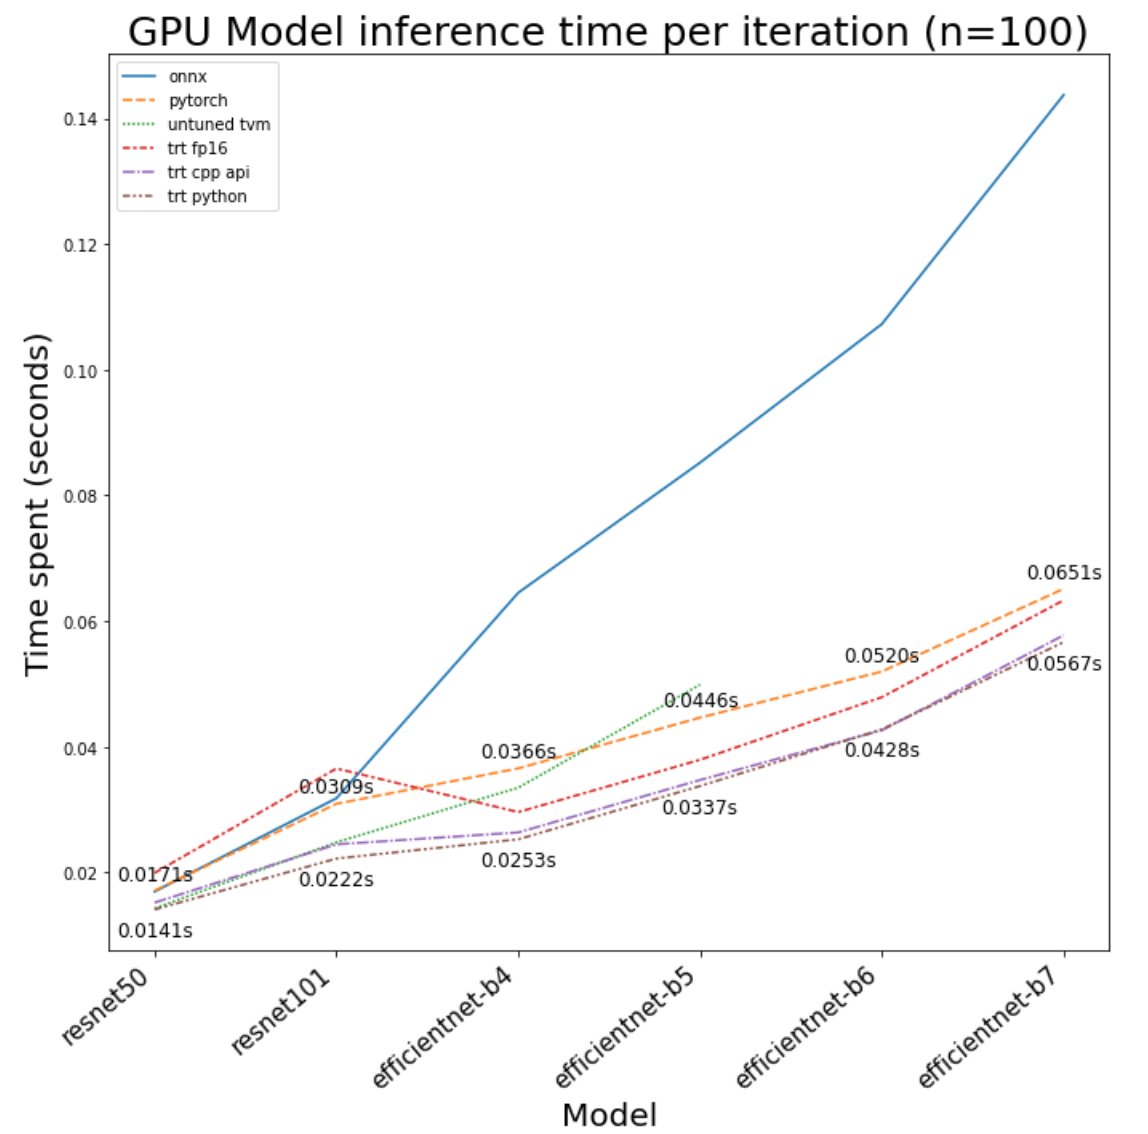 GPU Model inference time per iteration (n=100)
onnx
pytorch
untuned tvm
trt fp16
trt cpp api
trt python
Time spent (seconds)
0.14
0.12
0.10
0.08
0.06
0.04
0.02
0.0651s
0.0567s
0.0520s
0.0428s
0.0446s
0.0337s
0.0366s
0.0253s
0.0309s
0.0222s
0.0171s
0.0141s
resnet50
resnet101
efficientnet-b4
efficientnet-b5
efficientnet-b6
efficientnet-b7
Model